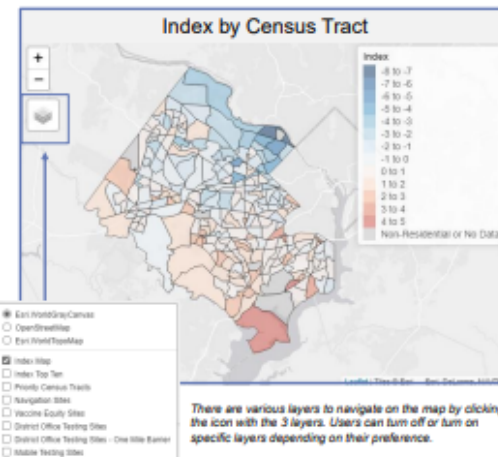 Index by Census Tract
+
−
Index
-8 to -7
-7 to -6
-6 to -5
-5 to -4
-4 to -3
-3 to -2
-2 to -1
-1 to 0
0 to 1
1 to 2
2 to 3
3 to 4
4 to 5
Non-Residential or No Data
Esri.WorldGrayCanvas
OpenStreetMap
Esri.WorldTopoMap
Index Map
Index Top Ten
Priority Census Tracts
Navigation Sites
Vaccine Equity Sites
District Office Testing Sites
District Office Testing Sites - One Mile Barrier
Mobile Testing Sites
Leaflet | Tiles © Esri
There are various layers to navigate on the map by clicking
the icon with the 3 layers. Users can turn off or turn on
specific layers depending on their preference.